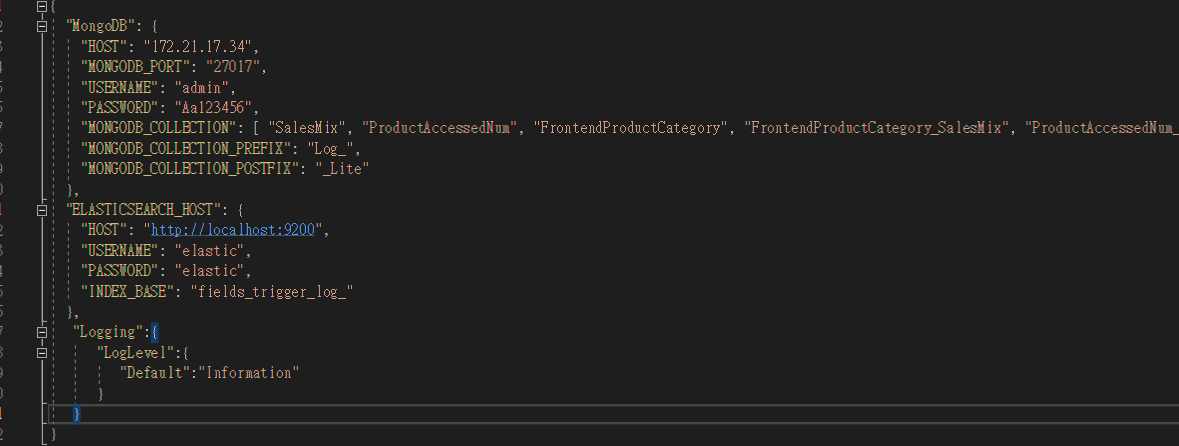 {
"MongoDB": {
"HOST": "172.21.17.34",
"MONGODB_PORT": "27017",
"USERNAME": "admin",
"PASSWORD": "Aa123456",
"MONGODB_COLLECTION": [ "SalesMix", "ProductAccessedNum", "FrontendProductCategory", "FrontendProductCategory_SalesMix", "ProductAccessedNum_
"MONGODB_COLLECTION_PREFIX": "Log_",
"MONGODB_COLLECTION_POSTFIX": "_Lite"
},
"ELASTICSEARCH_HOST": {
"HOST": "http://localhost:9200",
"USERNAME": "elastic",
"PASSWORD": "elastic",
"INDEX_BASE": "fields_trigger_log_"
},
"Logging":{
"LogLevel":{
"Default":"Information"
}
}
}